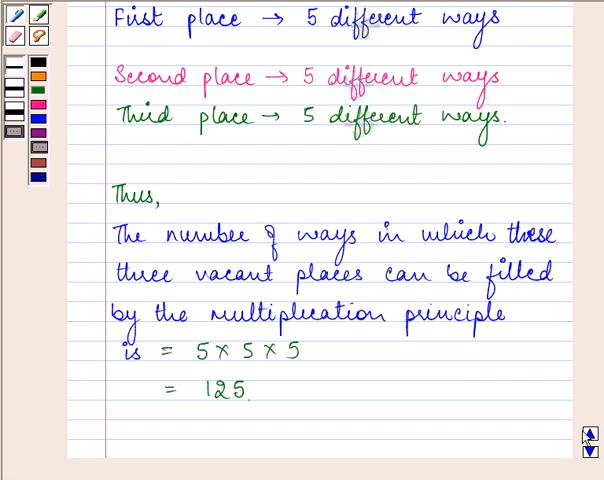 First place → 5 different ways
Second place → 5 different ways
Third place → 5 different ways.
Thus,
The number of ways in which these
three vacant places can be filled
by the multiplication principle
is = 5 × 5 × 5
= 125.